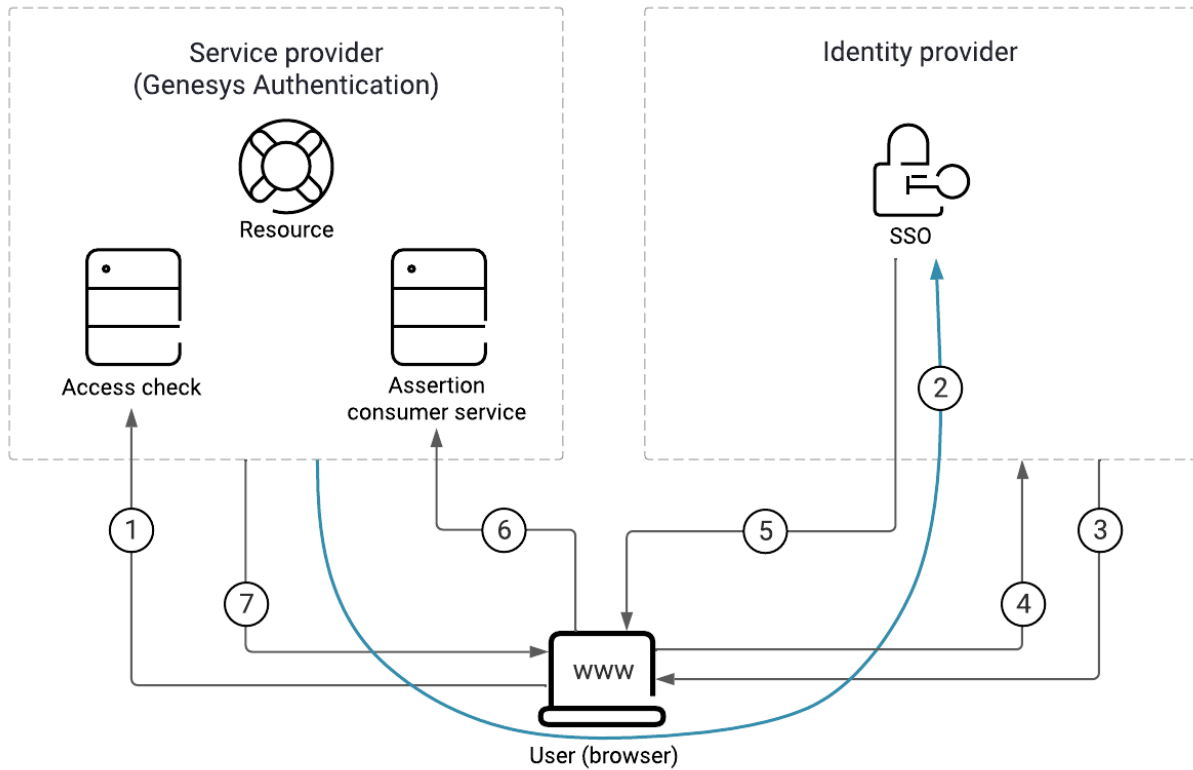 Service provider
(Genesys Authentication)
Resource
Access check
Assertion
consumer service
Identity provider
SSO
1
2
3
4
5
6
7
www
User (browser)